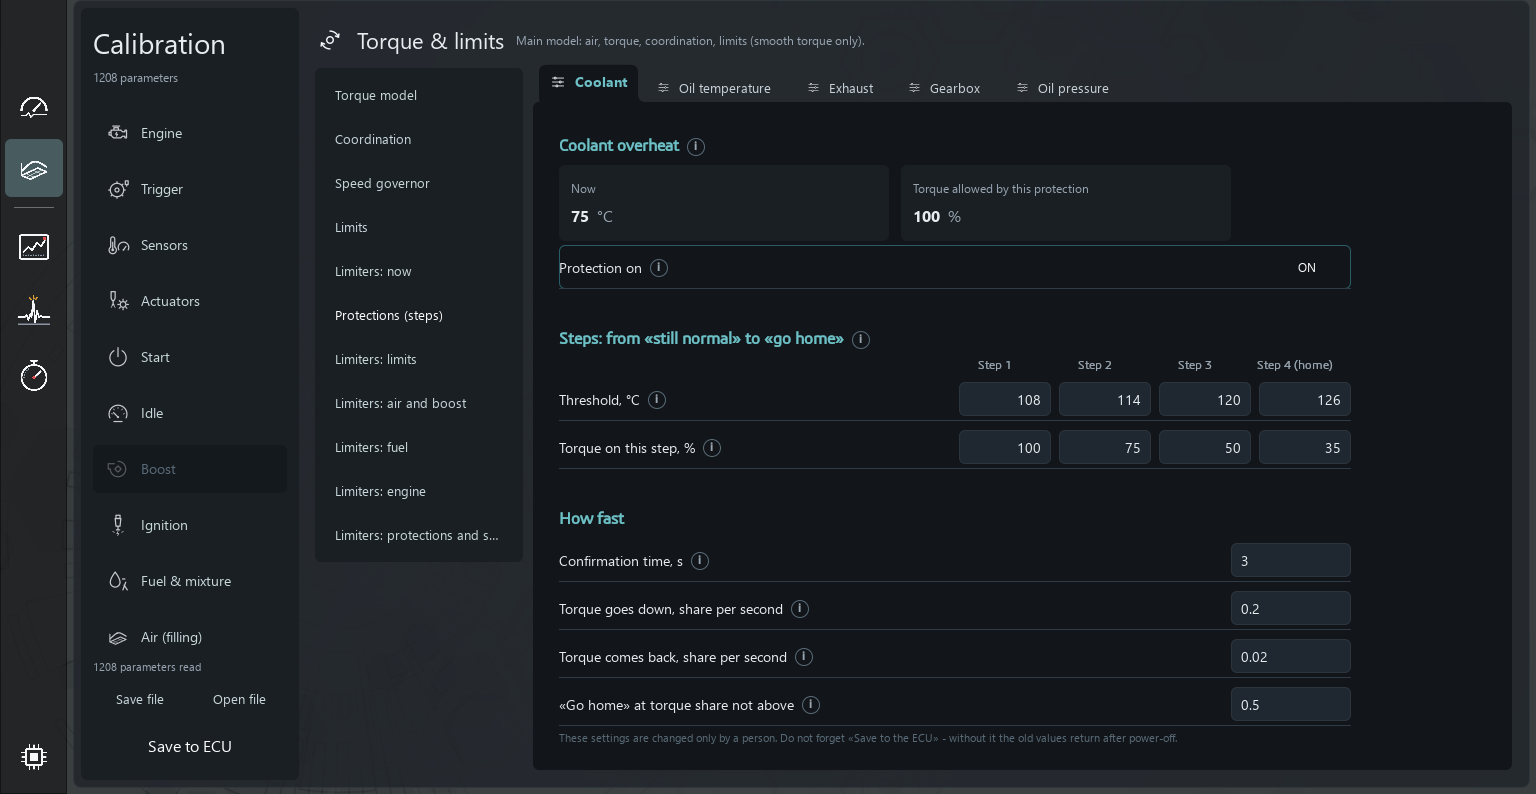 Calibration
1208 parameters
Engine
Trigger
Sensors
Actuators
Start
Idle
Boost
Ignition
Fuel & mixture
Air (filling)
1208 parameters read
Save file Open file
Save to ECU
Torque & limits Main model: air, torque, coordination, limits (smooth torque only).
Torque model
Coordination
Speed governor
Limits
Limiters: now
Protections (steps)
Limiters: limits
Limiters: air and boost
Limiters: fuel
Limiters: engine
Limiters: protections and s...
Coolant Oil temperature Exhaust Gearbox Oil pressure
Coolant overheat
Now
75 °C
Torque allowed by this protection
100 %
Protection on ON
Steps: from «still normal» to «go home»
Step 1 Step 2 Step 3 Step 4 (home)
Threshold, °C 108 114 120 126
Torque on this step, % 100 75 50 35
How fast
Confirmation time, s 3
Torque goes down, share per second 0.2
Torque comes back, share per second 0.02
«Go home» at torque share not above 0.5
These settings are changed only by a person. Do not forget «Save to the ECU» - without it the old values return after power-off.